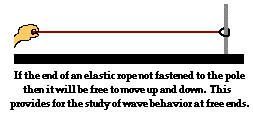 If the end of an elastic rope not fastened to the pole
then it will be free to move up and down.  This
provides for the study of wave behavior at free ends.